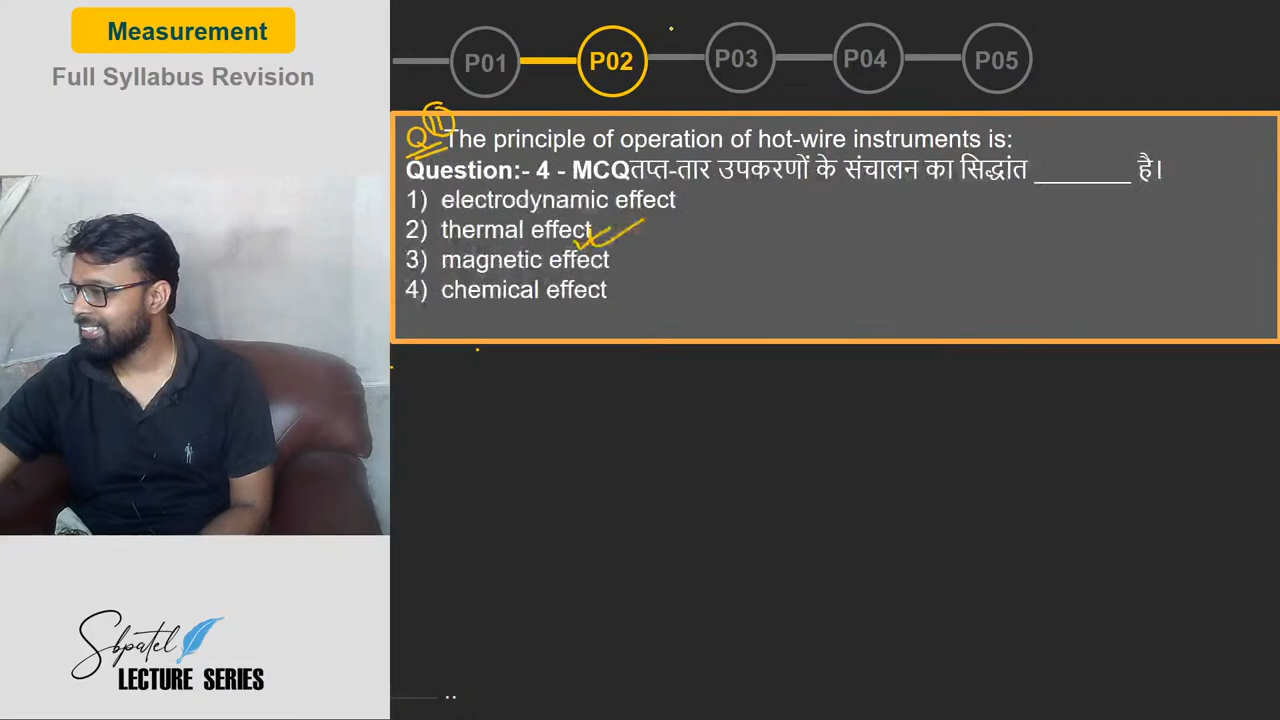 Measurement
Full Syllabus Revision
P01
P02
P03
P04
P05
Q 11
The principle of operation of hot-wire instruments is:
Question:- 4 - MCQतप्त-तार उपकरणों के संचालन का सिद्धांत _______ है।
1) electrodynamic effect
2) thermal effect
3) magnetic effect
4) chemical effect
Sbpatel
LECTURE SERIES